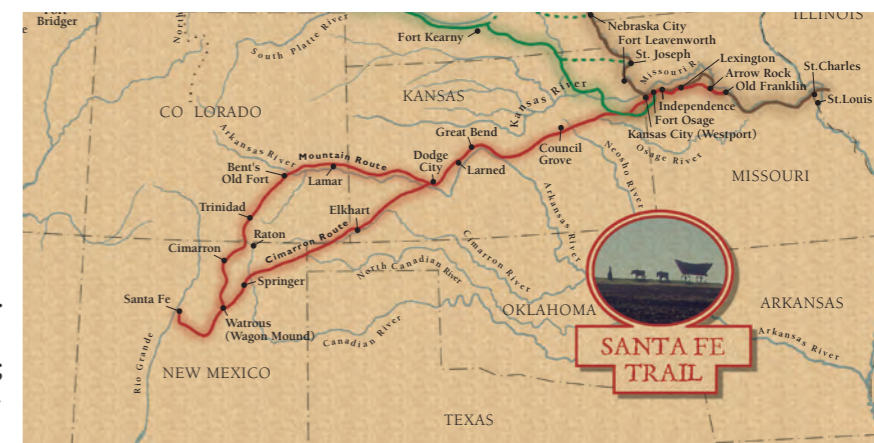 Fort
Bridger
North
South Platte River
Fort Kearny
Nebraska City
Fort Leavenworth
St. Joseph
ILLINOIS
Missouri R.
Lexington
Arrow Rock
Old Franklin
St.Charles
St.Louis
Independence
Fort Osage
Kansas City (Westport)
CO LORADO
KANSAS
Kansas River
Arkansas River
Mountain Route
Great Bend
Dodge
City
Larned
Council
Grove
Osage River
Neosho River
MISSOURI
Bent's
Old Fort
Lamar
Trinidad
Elkhart
Arkansas River
Cimarron
Raton
Cimarron Route
Cimarron River
North Canadian River
Springer
Santa Fe
Watrous
(Wagon Mound)
Canadian River
OKLAHOMA
ARKANSAS
Arkansas River
Rio Grande
NEW MEXICO
SANTA FE
TRAIL
TEXAS